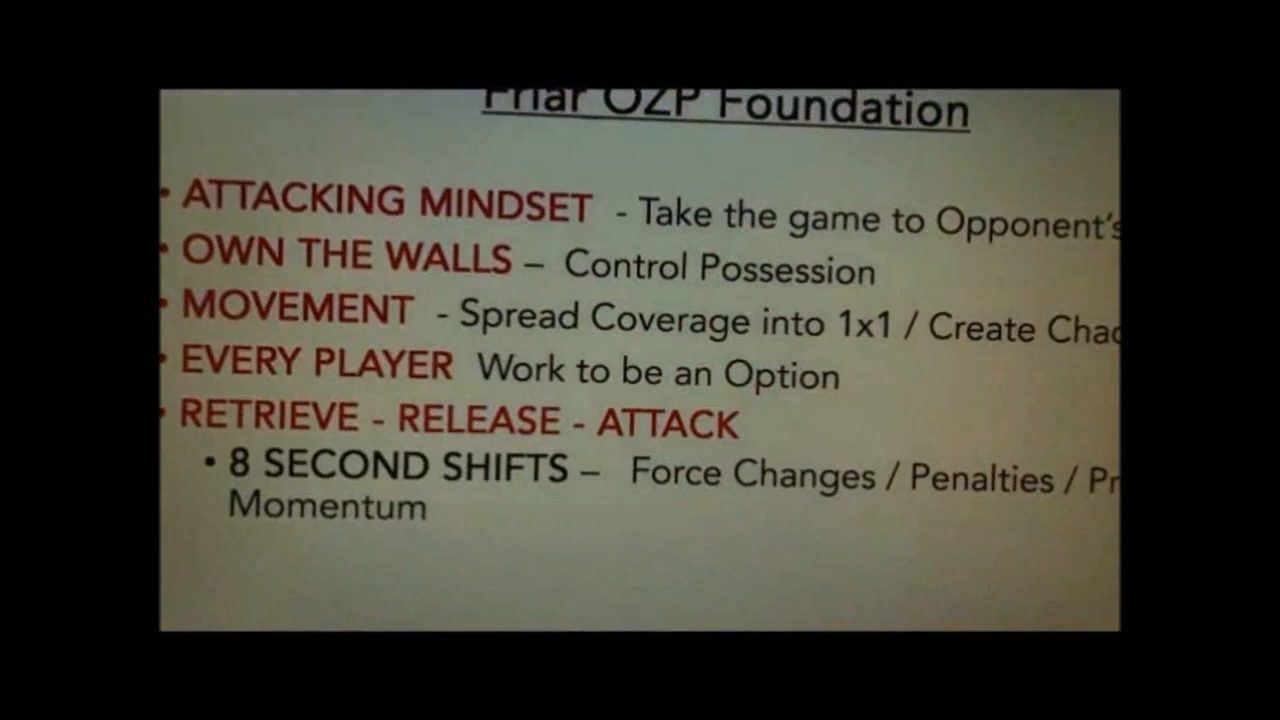 Friar OZP Foundation
• ATTACKING MINDSET - Take the game to Opponent's
• OWN THE WALLS – Control Possession
• MOVEMENT - Spread Coverage into 1x1 / Create
• EVERY PLAYER Work to be an Option
• RETRIEVE - RELEASE - ATTACK
• 8 SECOND SHIFTS – Force Changes / Penalties /
Momentum